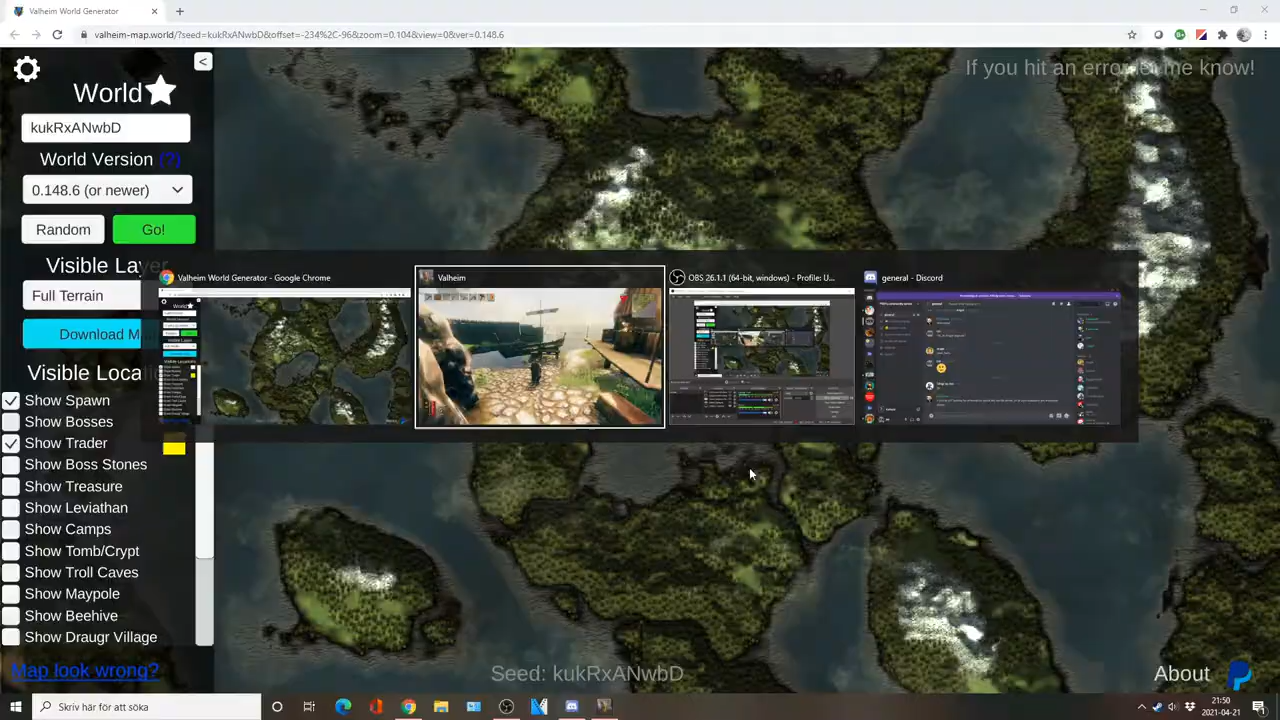 Valheim World Generator
valheim-map.world/?seed=kukRxANwbD&offset=-234%2C-96&zoom=0.104&view=0&ver=0.148.6
If you hit an error let me know!
World
kukRxANwbD
World Version (?)
0.148.6 (or newer)
Random
Go!
Visible Layer
Full Terrain
Download M
Visible Loca
Show Spawn
Show Bosses
Show Trader
Show Boss Stones
Show Treasure
Show Leviathan
Show Camps
Show Tomb/Crypt
Show Troll Caves
Show Maypole
Show Beehive
Show Draugr Village
Map look wrong?
Valheim World Generator - Google Chrome
Valheim
OBS 26.1.1 (64-bit, windows) - Profile: U...
general - Discord
Seed: kukRxANwbD
About
Skriv här för att söka
21:50
2021-04-21